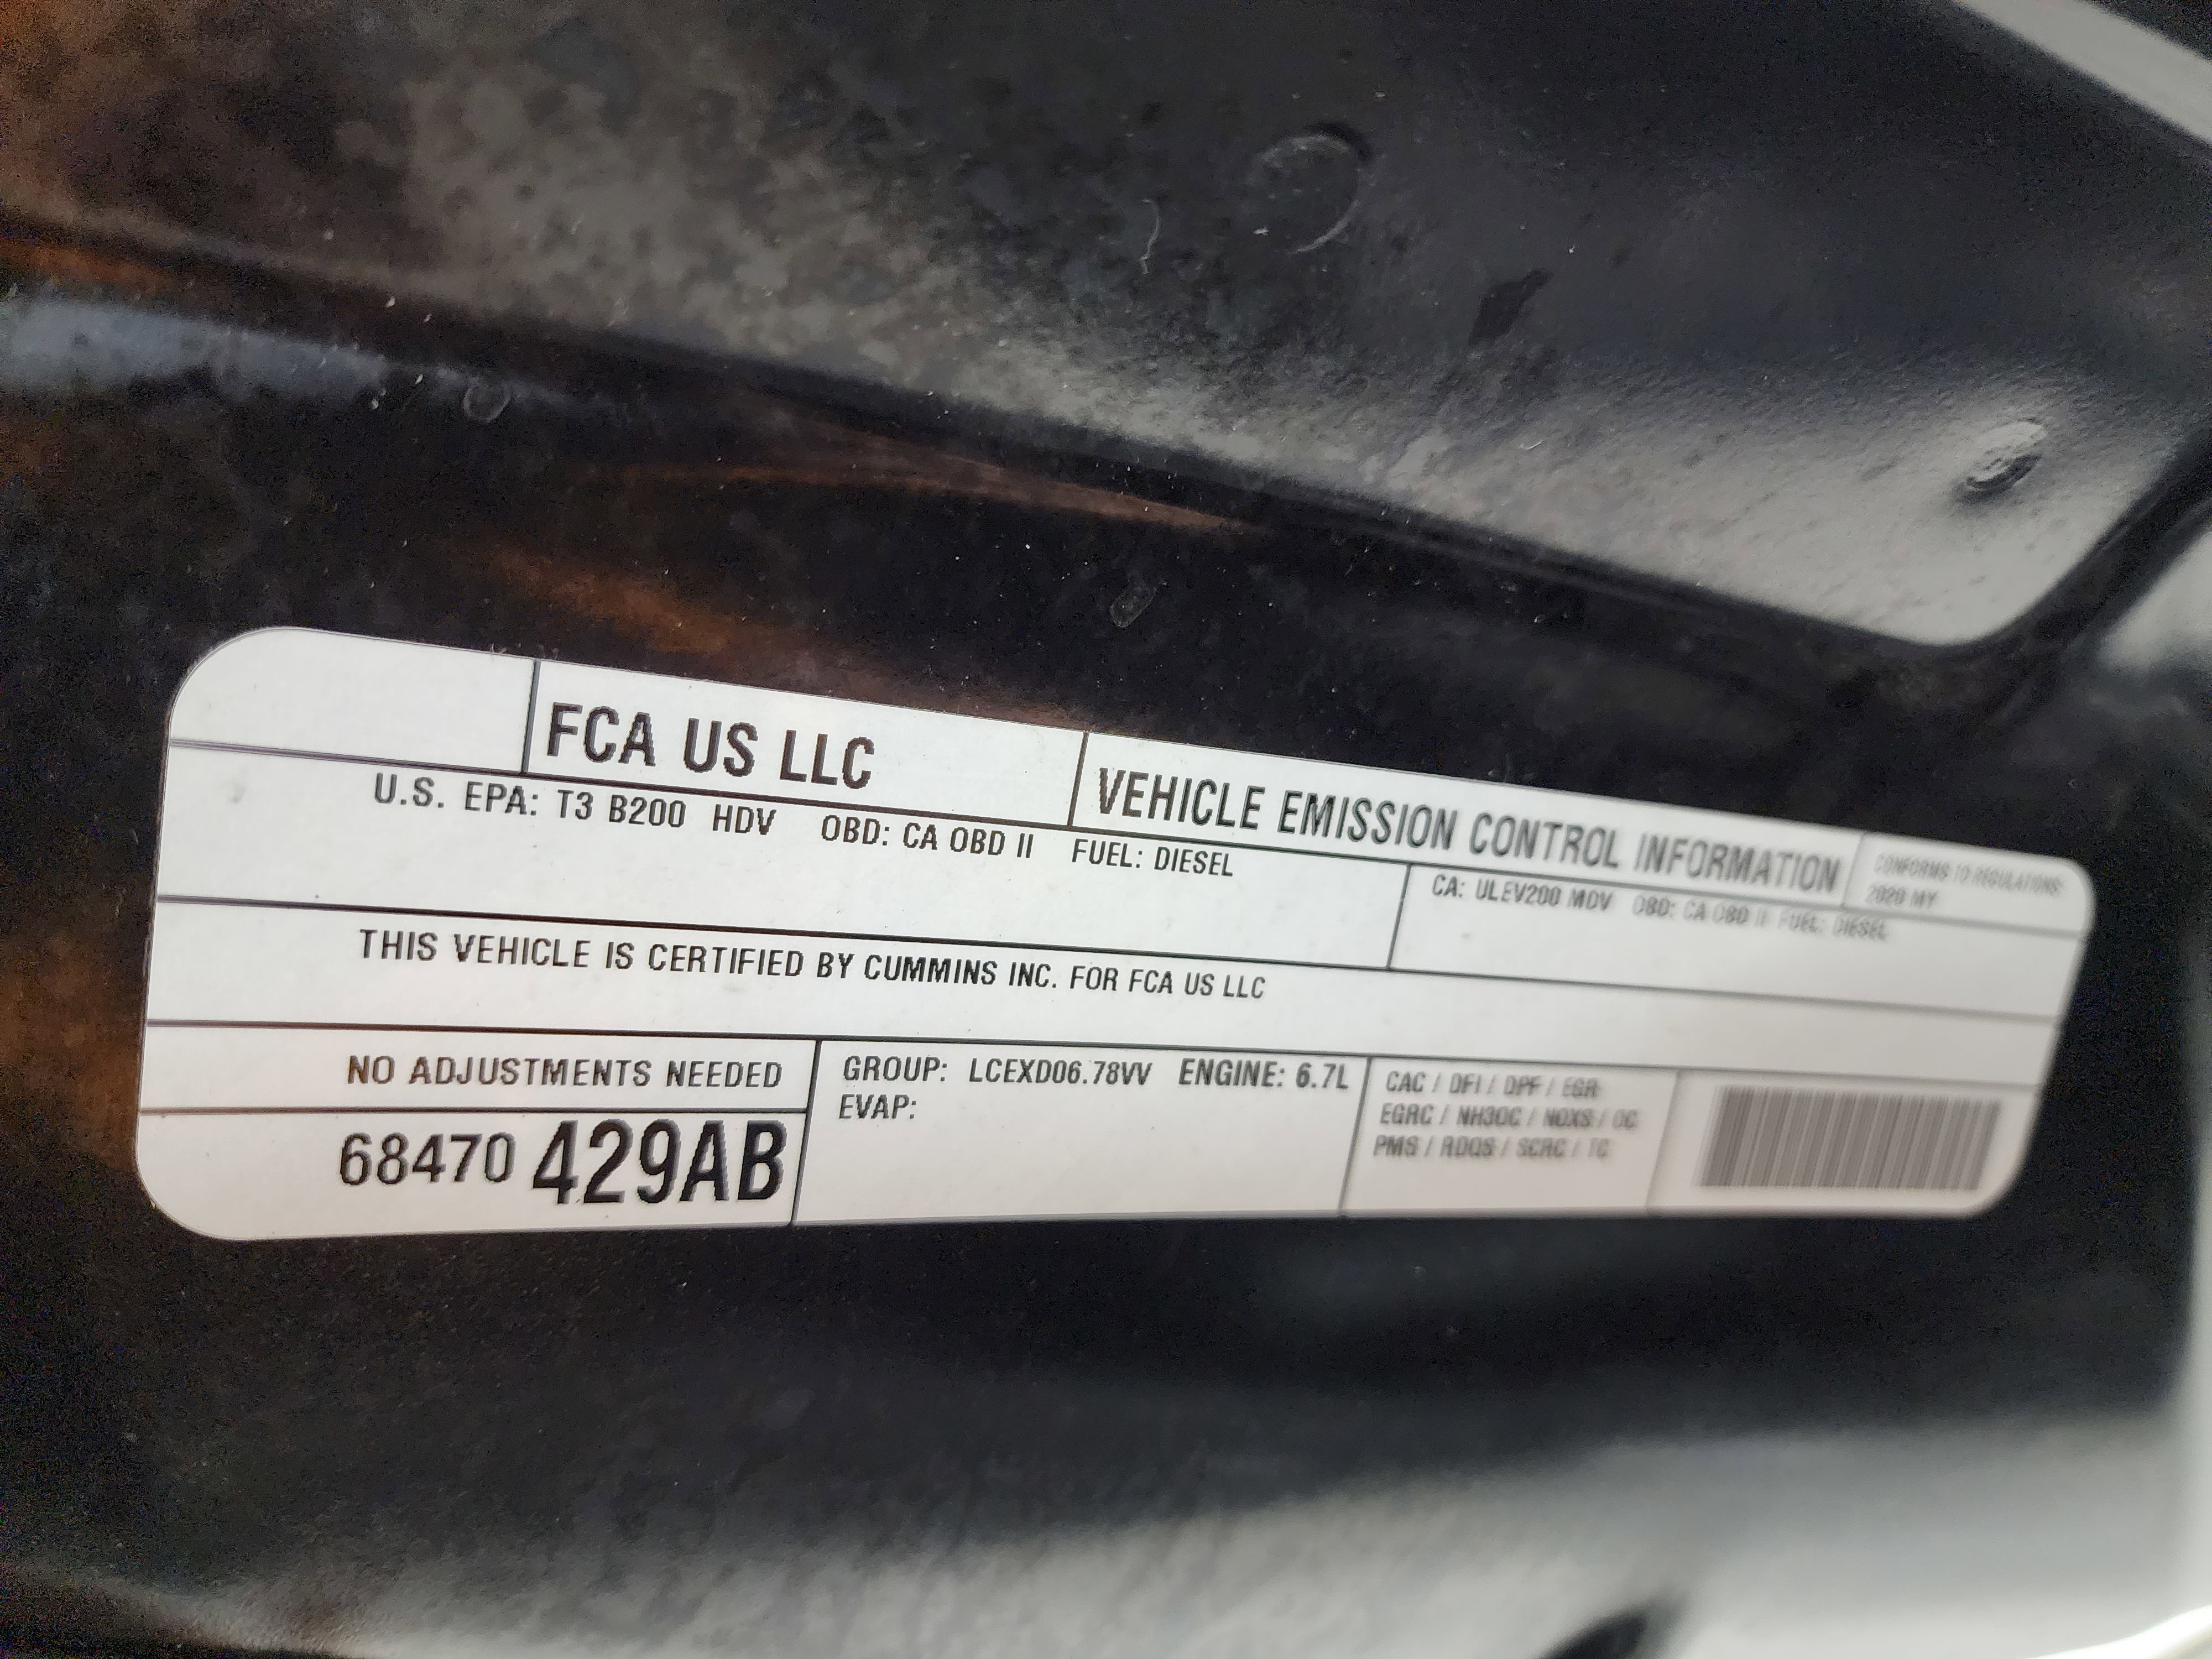 FCA US LLC
VEHICLE EMISSION CONTROL INFORMATION
CONFORMS TO REGULATIONS:
2020 MY
U.S. EPA: T3 B200 HDV OBD: CA OBD II FUEL: DIESEL
CA: ULEV200 MDV OBD: CA OBD II FUEL: DIESEL
THIS VEHICLE IS CERTIFIED BY CUMMINS INC. FOR FCA US LLC
NO ADJUSTMENTS NEEDED
68470 429AB
GROUP: LCEXD06.78VV ENGINE: 6.7L
EVAP:
CAC / DFI / DPF / EGR
EGRC / NH3OC / NOXS / OC
PMS / RDQS / SCRC / TC